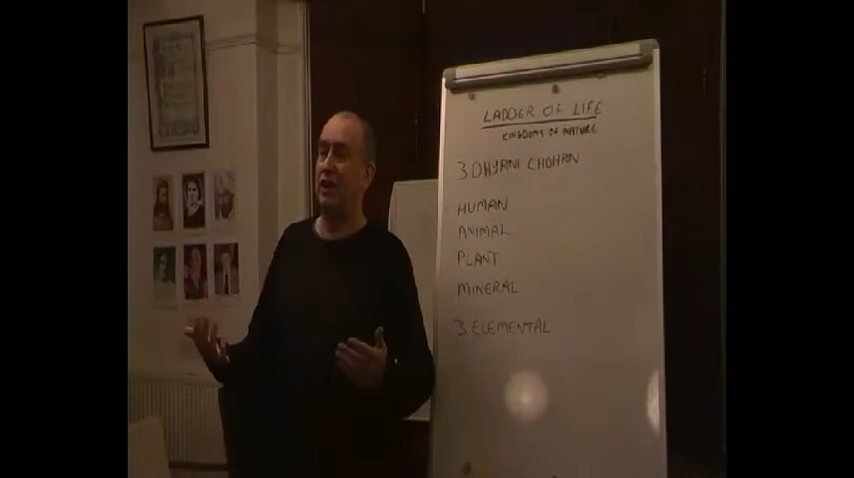 LADDER OF LIFE
KINGDOMS OF NATURE
3 DHYANI CHOHAN
HUMAN
ANIMAL
PLANT
MINERAL
3 ELEMENTAL